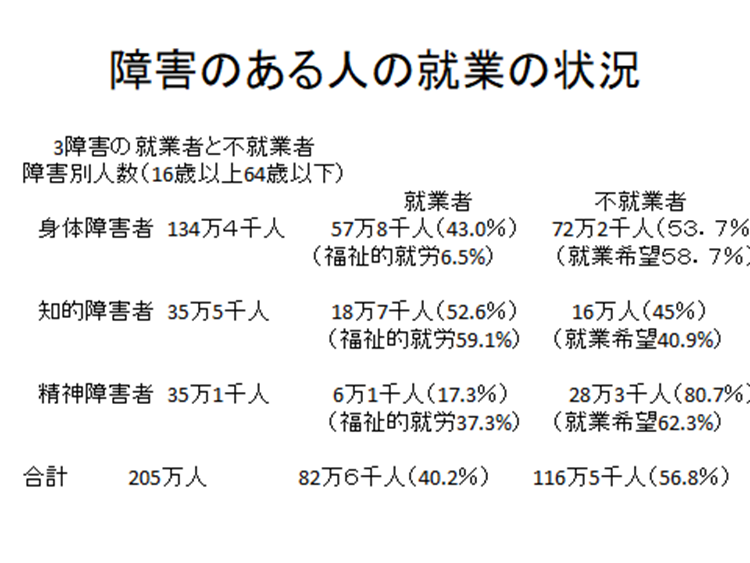 障害のある人の就業の状況
3障害の就業者と不就業者
障害別人数(16歳以上64歳以下)
就業者 不就業者
身体障害者 134万４千人 57万8千人(43.0%) 72万2千人(５３．７%
(福祉的就労6.5%) (就業希望５８．７%)
知的障害者 35万5千人 18万7千人(52.6%) 16万人(45%)
(福祉的就労59.1%) (就業希望40.9%)
精神障害者 35万1千人 6万1千人(17.3%) 28万3千人(80.7%)
(福祉的就労37.3%) (就業希望62.3%)
合計 205万人 82万６千人(40.2%) 116万5千人(56.8%)